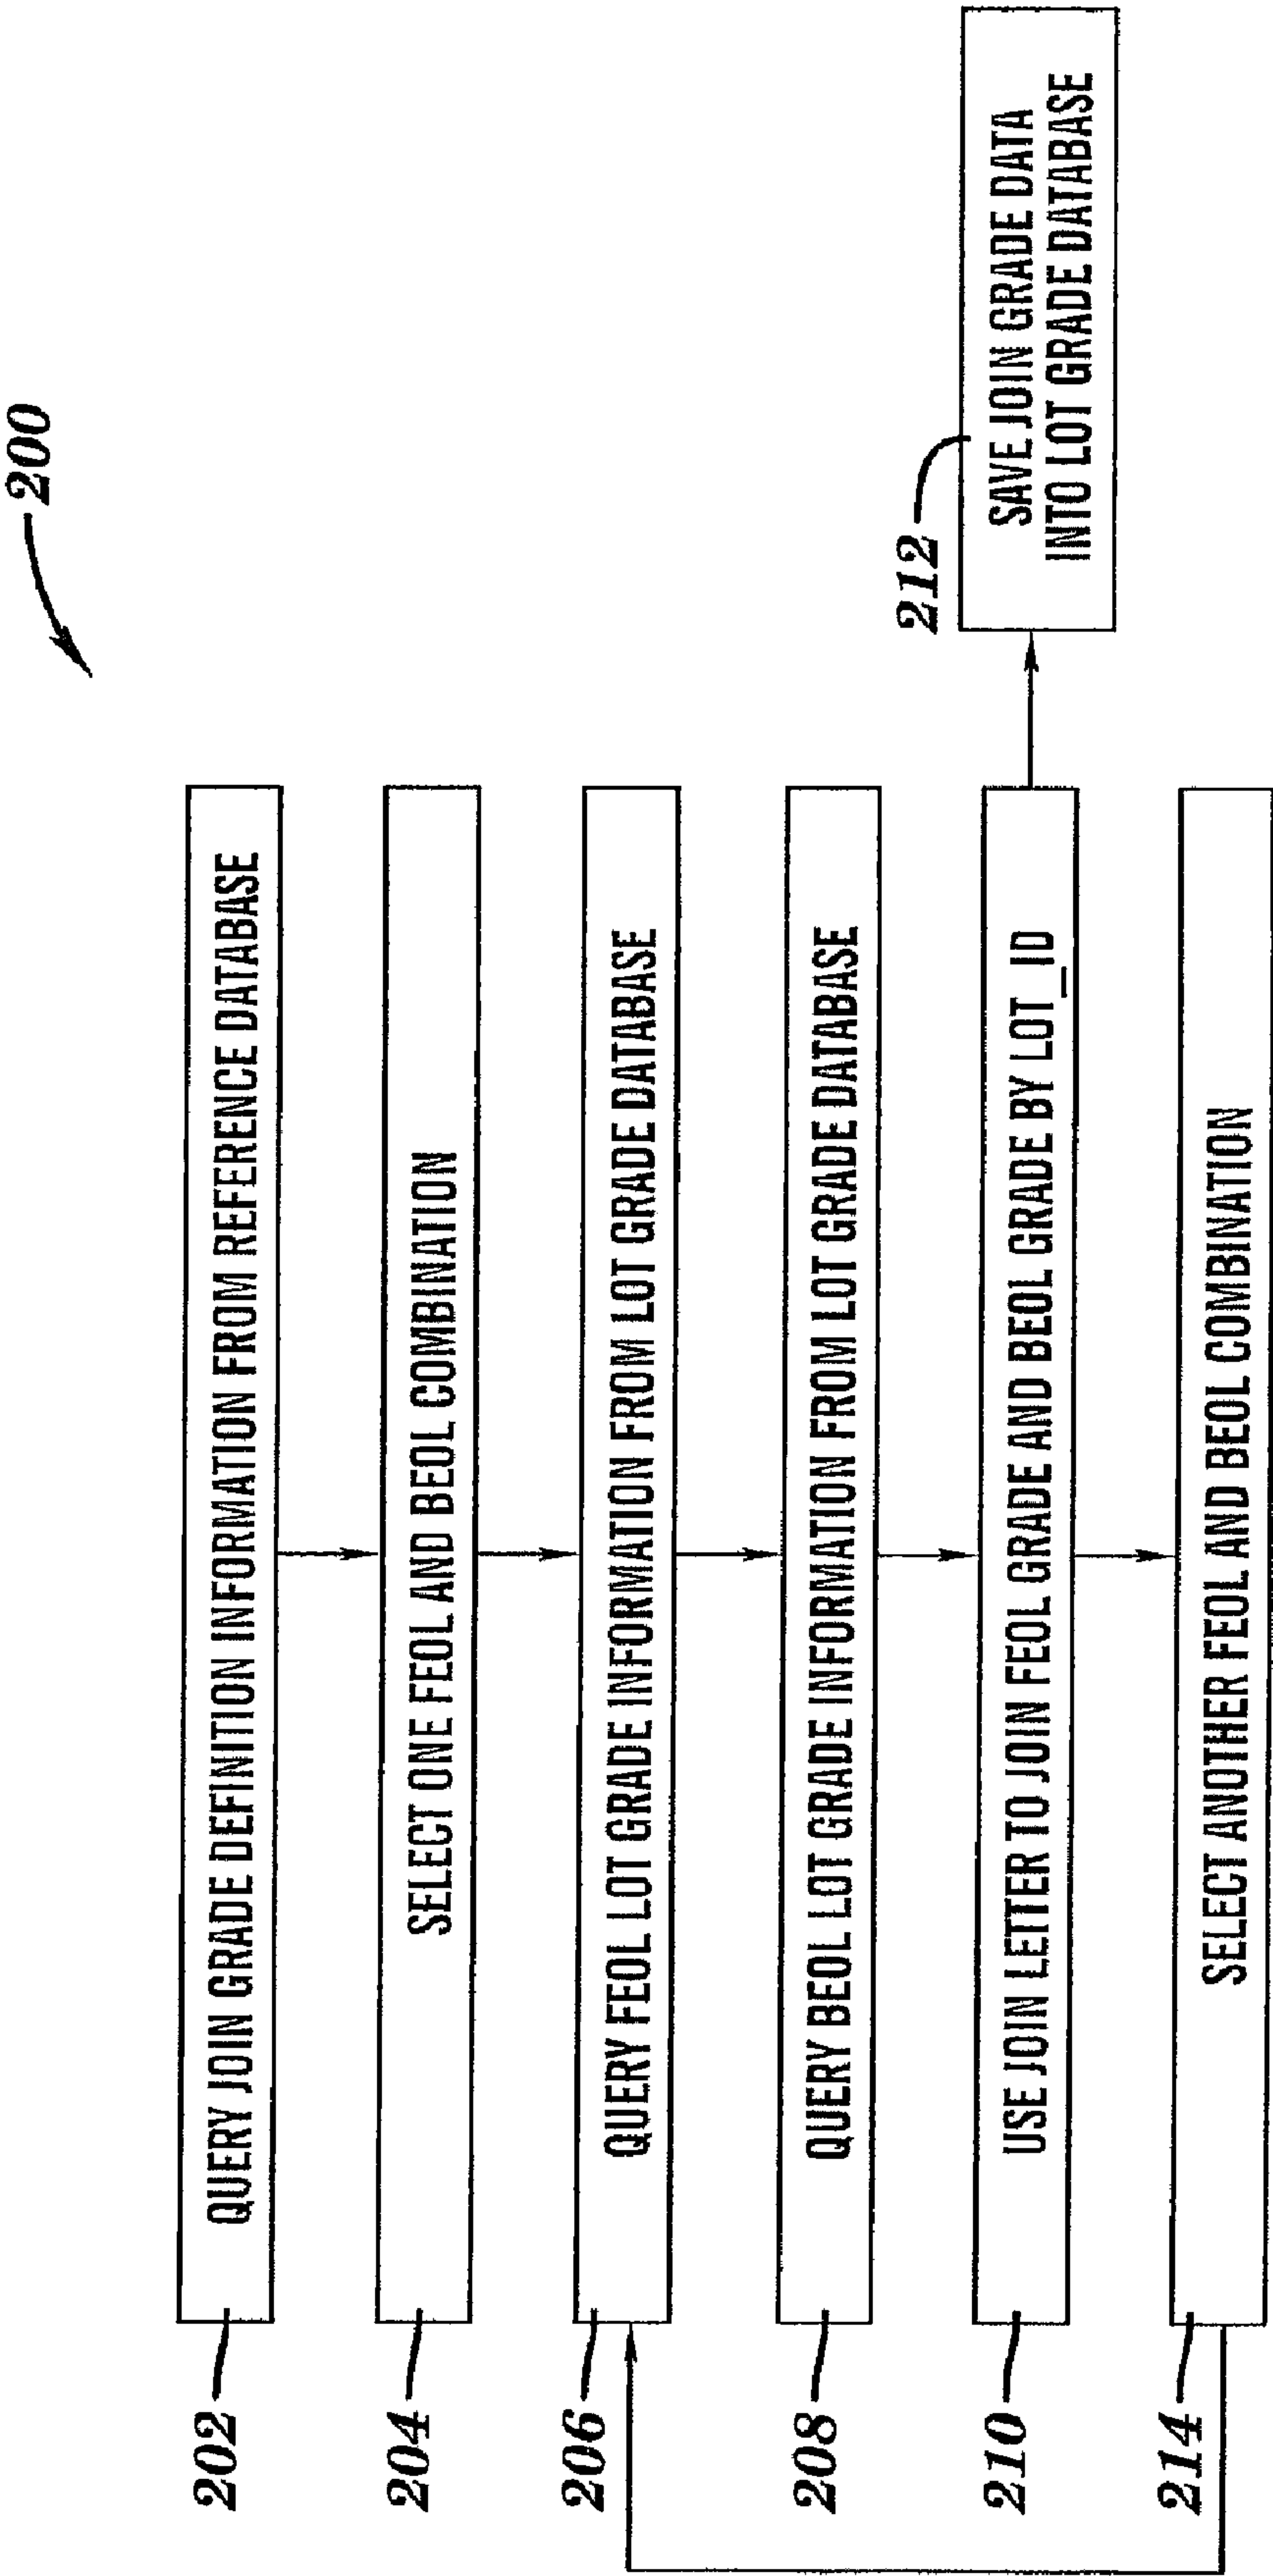 200
202
QUERY JOIN GRADE DEFINITION INFORMATION FROM REFERENCE DATABASE
204
SELECT ONE FEOL AND BEOL COMBINATION
206
QUERY FEOL LOT GRADE INFORMATION FROM LOT GRADE DATABASE
208
QUERY BEOL LOT GRADE INFORMATION FROM LOT GRADE DATABASE
210
USE JOIN LETTER TO JOIN FEOL GRADE AND BEOL GRADE BY LOT_ID
212
SAVE JOIN GRADE DATA
INTO LOT GRADE DATABASE
214
SELECT ANOTHER FEOL AND BEOL COMBINATION